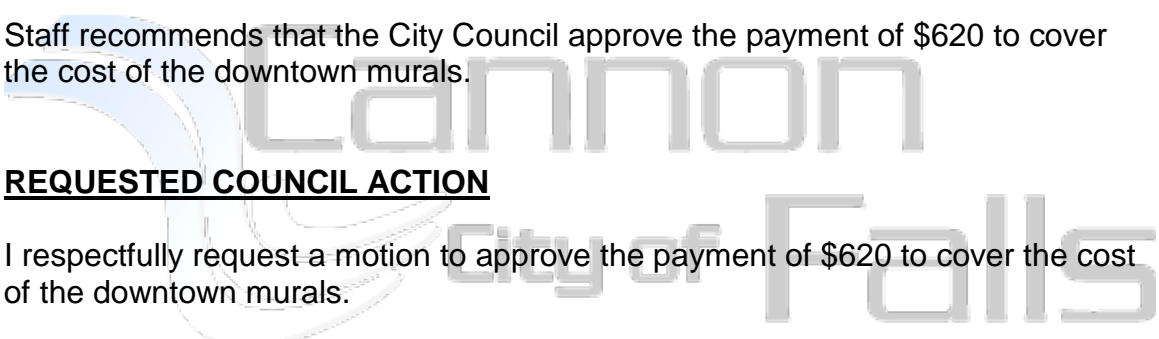 Staff recommends that the City Council approve the payment of $620 to cover
the cost of the downtown murals.
Cannon
REQUESTED COUNCIL ACTION
City of Falls
I respectfully request a motion to approve the payment of $620 to cover the cost
of the downtown murals.